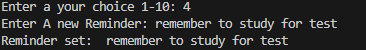 Enter a your choice 1-10: 4
Enter A new Reminder: remember to study for test
Reminder set:  remember to study for test